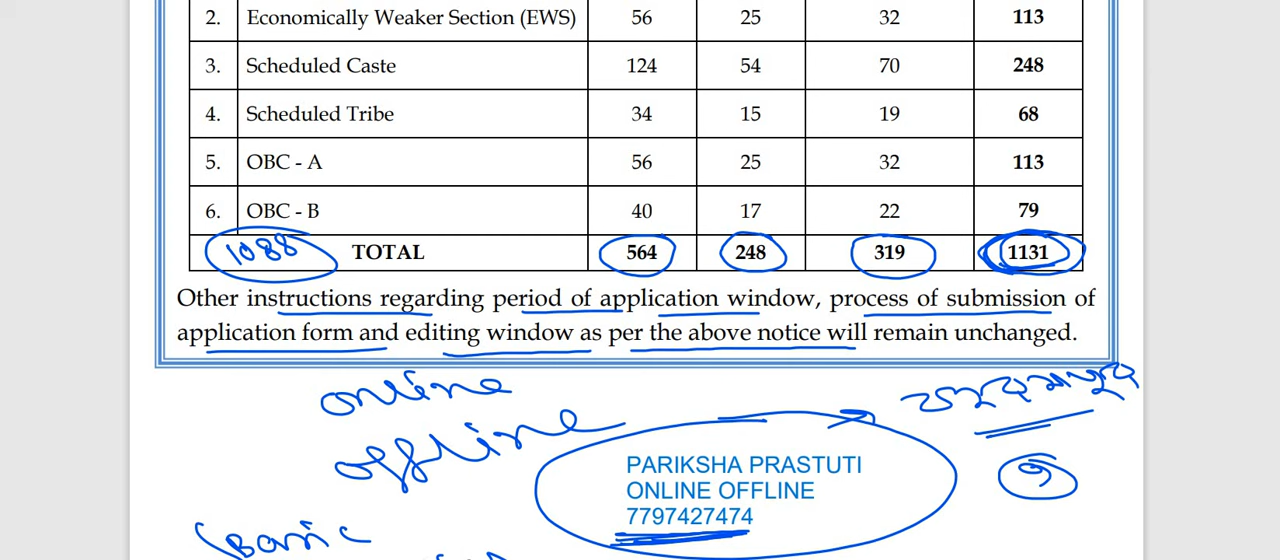 2. Economically Weaker Section (EWS) 56 25 32 113
3. Scheduled Caste 124 54 70 248
4. Scheduled Tribe 34 15 19 68
5. OBC - A 56 25 32 113
6. OBC - B 40 17 22 79
1088 TOTAL 564 248 319 1131
Other instructions regarding period of application window, process of submission of
application form and editing window as per the above notice will remain unchanged.
online
offline
PARIKSHA PRASTUTI
ONLINE OFFLINE
7797427474
Basic